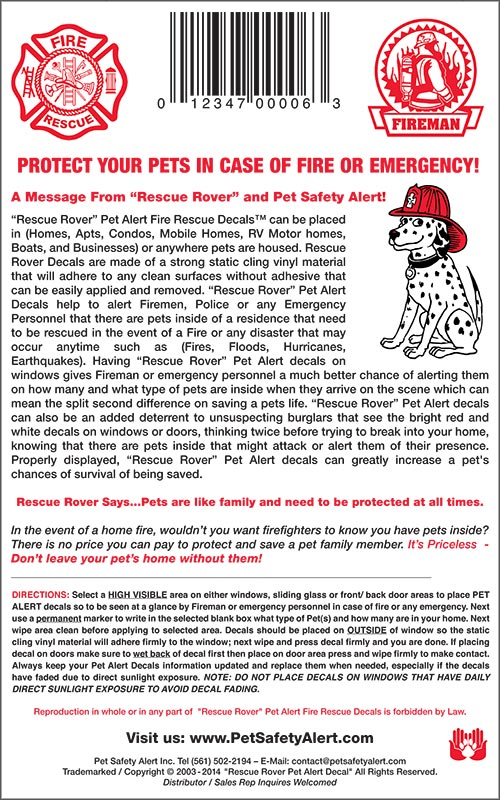 FIRE
RESCUE
0 12347 00006 3
FIREMAN
PROTECT YOUR PETS IN CASE OF FIRE OR EMERGENCY!
A Message From “Rescue Rover” and Pet Safety Alert!
“Rescue Rover” Pet Alert Fire Rescue Decals™ can be placed
in (Homes, Apts, Condos, Mobile Homes, RV Motor homes,
Boats, and Businesses) or anywhere pets are housed. Rescue
Rover Decals are made of a strong static cling vinyl material
that will adhere to any clean surfaces without adhesive that
can be easily applied and removed. “Rescue Rover” Pet Alert
Decals help to alert Firemen, Police or any Emergency
Personnel that there are pets inside of a residence that need
to be rescued in the event of a Fire or any disaster that may
occur anytime such as (Fires, Floods, Hurricanes,
Earthquakes). Having “Rescue Rover” Pet Alert decals on
windows gives Fireman or emergency personnel a much better chance of alerting them
on how many and what type of pets are inside when they arrive on the scene which can
mean the split second difference on saving a pets life. “Rescue Rover” Pet Alert decals
can also be an added deterrent to unsuspecting burglars that see the bright red and
white decals on windows or doors, thinking twice before trying to break into your home,
knowing that there are pets inside that might attack or alert them of their presence.
Properly displayed, “Rescue Rover” Pet Alert decals can greatly increase a pet's
chances of survival of being saved.
Rescue Rover Says...Pets are like family and need to be protected at all times.
In the event of a home fire, wouldn’t you want firefighters to know you have pets inside?
There is no price you can pay to protect and save a pet family member. It’s Priceless -
Don’t leave your pet’s home without them!
DIRECTIONS: Select a HIGH VISIBLE area on either windows, sliding glass or front/ back door areas to place PET
ALERT decals so to be seen at a glance by Fireman or emergency personnel in case of fire or any emergency. Next
use a permanent marker to write in the selected blank box what type of Pet(s) and how many are in your home. Next
wipe area clean before applying to selected area. Decals should be placed on OUTSIDE of window so the static
cling vinyl material will adhere firmly to the window; next wipe and press decal firmly and you are done. If placing
decal on doors make sure to wet back of decal first then place on door area press and wipe firmly to make contact.
Always keep your Pet Alert Decals information updated and replace them when needed, especially if the decals
have faded due to direct sunlight exposure. NOTE: DO NOT PLACE DECALS ON WINDOWS THAT HAVE DAILY
DIRECT SUNLIGHT EXPOSURE TO AVOID DECAL FADING.
Reproduction in whole or in any part of "Rescue Rover" Pet Alert Fire Rescue Decals is forbidden by Law.
Visit us: www.PetSafetyAlert.com
Pet Safety Alert Inc. Tel (561) 502-2194 – E-Mail: contact@petsafetyalert.com
Trademarked / Copyright © 2003 - 2014 "Rescue Rover Pet Alert Decal" All Rights Reserved.
Distributor / Sales Rep Inquires Welcomed